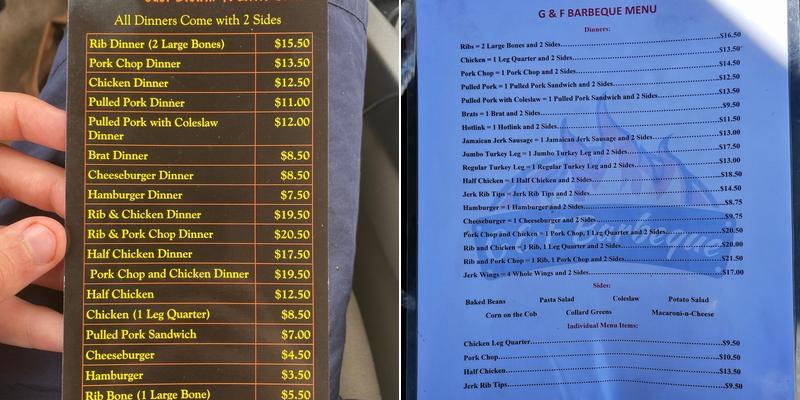 All Dinners Come with 2 Sides
Rib Dinner (2 Large Bones) $15.50
Pork Chop Dinner $13.50
Chicken Dinner $12.50
Pulled Pork Dinner $11.00
Pulled Pork with Coleslaw $12.00
Dinner
Brat Dinner $8.50
Cheeseburger Dinner $8.50
Hamburger Dinner $7.50
Rib & Chicken Dinner $19.50
Rib & Pork Chop Dinner $20.50
Half Chicken Dinner $17.50
Pork Chop and Chicken Dinner $19.50
Half Chicken $12.50
Chicken (1 Leg Quarter) $8.50
Pulled Pork Sandwich $7.00
Cheeseburger $4.50
Hamburger $3.50
Rib Bone (1 Large Bone) $5.50
G & F BARBEQUE MENU
Dinners:
Ribs = 2 Large Bones and 2 Sides $16.50
Chicken = 1 Leg Quarter and 2 Sides $13.50
Pork Chop = 1 Pork Chop and 2 Sides $14.50
Pulled Pork = 1 Pulled Pork Sandwich and 2 Sides $12.50
Pulled Pork with Coleslaw = 1 Pulled Pork Sandwich and 2 Sides $13.50
Brats = 1 Brat and 2 Sides $9.50
Hotlink = 1 Hotlink and 2 Sides $11.50
Jamaican Jerk Sausage = 1 Jamaican Jerk Sausage and 2 Sides $13.00
Jumbo Turkey Leg = 1 Jumbo Turkey Leg and 2 Sides $17.50
Regular Turkey Leg = 1 Regular Turkey Leg and 2 Sides $13.00
Half Chicken = 1 Half Chicken and 2 Sides $18.50
Jerk Rib Tips = Jerk Rib Tips and 2 Sides $14.50
Hamburger = 1 Hamburger and 2 Sides $8.75
Cheeseburger = 1 Cheeseburger and 2 Sides $9.75
Pork Chop and Chicken = 1 Pork Chop, 1 Leg Quarter and 2 Sides $20.50
Rib and Chicken = 1 Rib, 1 Leg Quarter and 2 Sides $20.00
Rib and Pork Chop = 1 Rib, 1 Pork Chop and 2 Sides $21.50
Jerk Wings = 4 Whole Wings and 2 Sides $17.00
Sides:
Baked Beans Pasta Salad Coleslaw Potato Salad
Corn on the Cob Collard Greens Macaroni-n-Cheese
Individual Menu Items:
Chicken Leg Quarter $9.50
Pork Chop $10.50
Half Chicken $13.50
Jerk Rib Tips $9.50